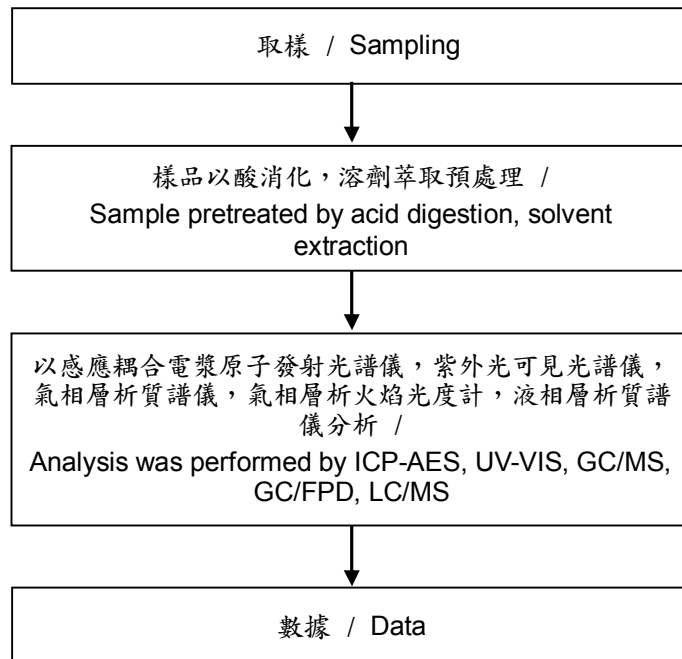 取樣 / Sampling
樣品以酸消化，溶劑萃取預處理 /
Sample pretreated by acid digestion, solvent
extraction
以感應耦合電漿原子發射光譜儀，紫外光可見光譜儀，
氣相層析質譜儀，氣相層析火焰光度計，液相層析質譜
儀分析 /
Analysis was performed by ICP-AES, UV-VIS, GC/MS,
GC/FPD, LC/MS
數據 / Data